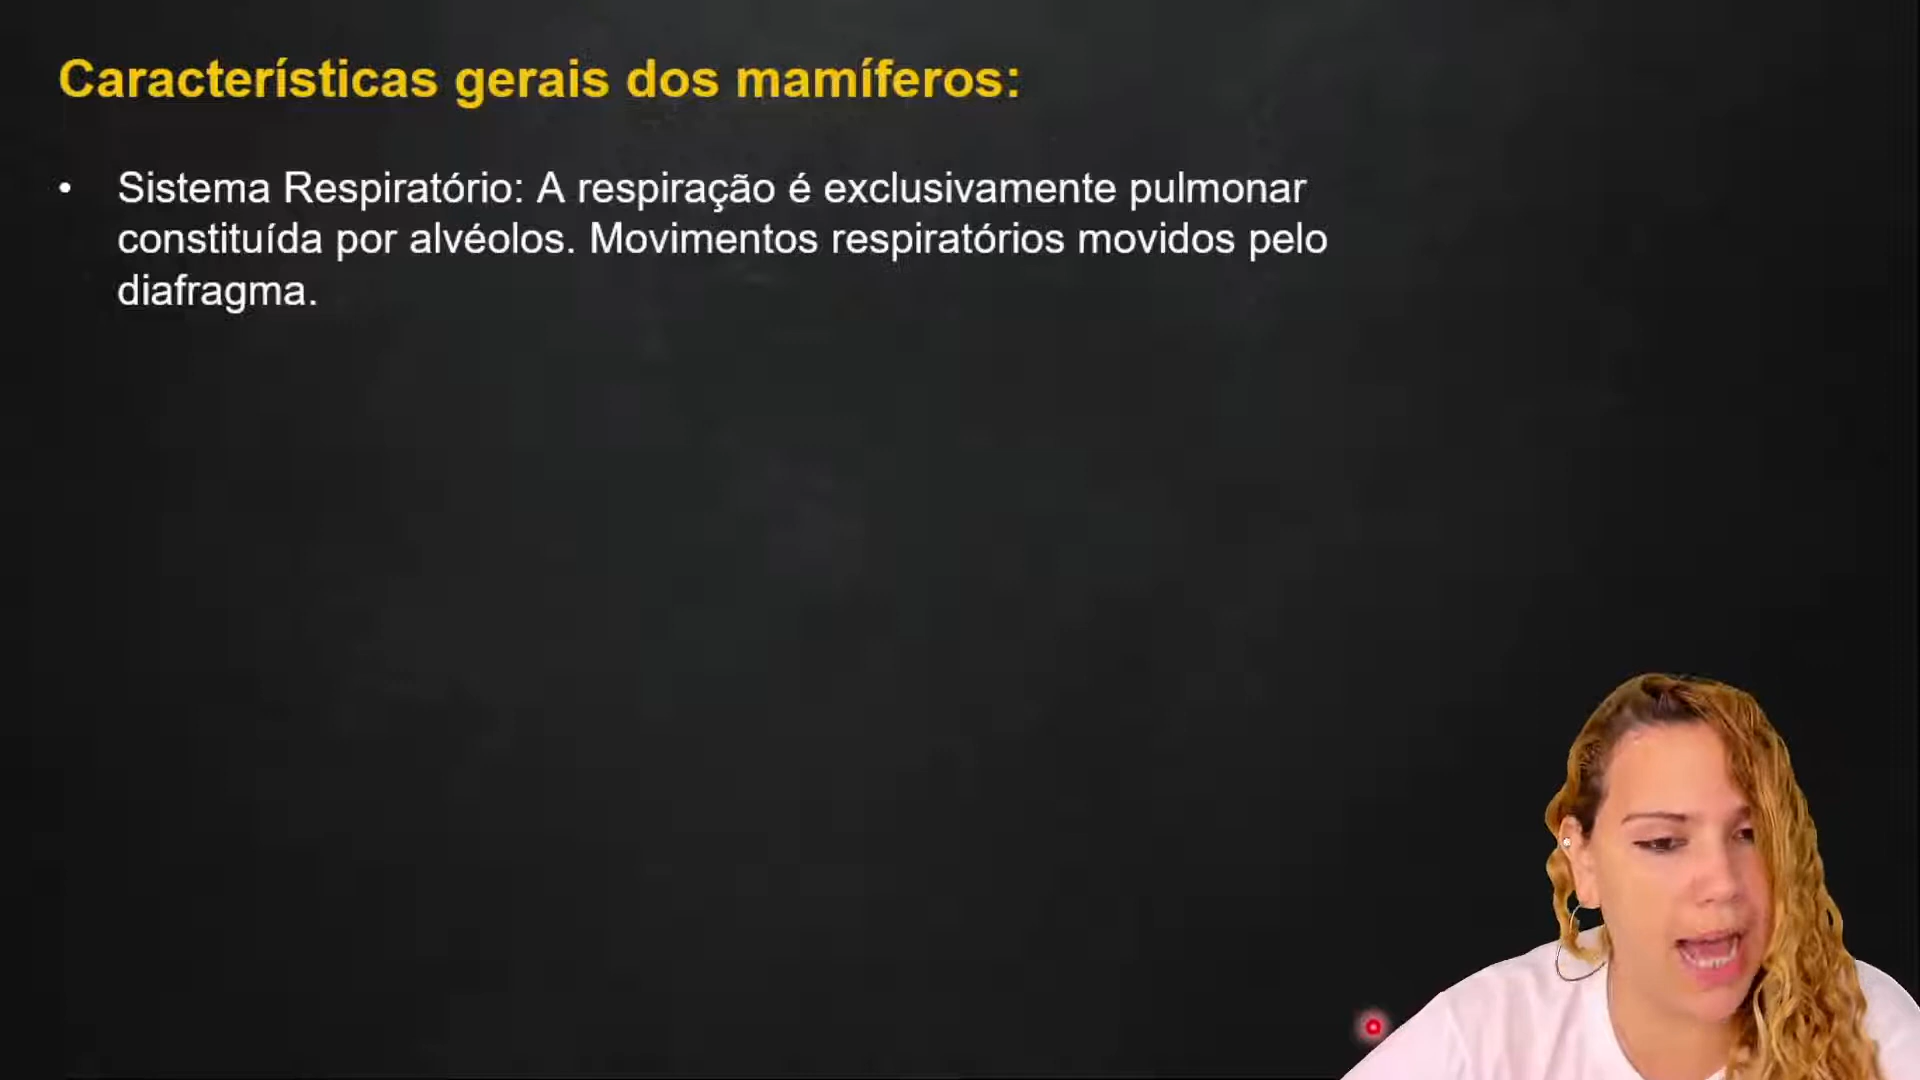 Características gerais dos mamíferos:
• Sistema Respiratório: A respiração é exclusivamente pulmonar
constituída por alvéolos. Movimentos respiratórios movidos pelo
diafragma.